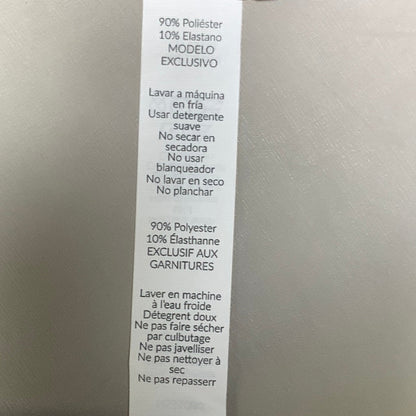 90% Poliéster
10% Elastano
MODELO
EXCLUSIVO
Lavar a máquina
en fría
Usar detergente
suave
No secar en
secadora
No usar
blanqueador
No lavar en seco
No planchar
90% Polyester
10% Élasthanne
EXCLUSIF AUX
GARNITURES
Laver en machine
à l'eau froide
Détegrent doux
Ne pas faire sécher
par culbutage
Ne pas javelliser
Ne pas nettoyer à
sec
Ne pas repasserr